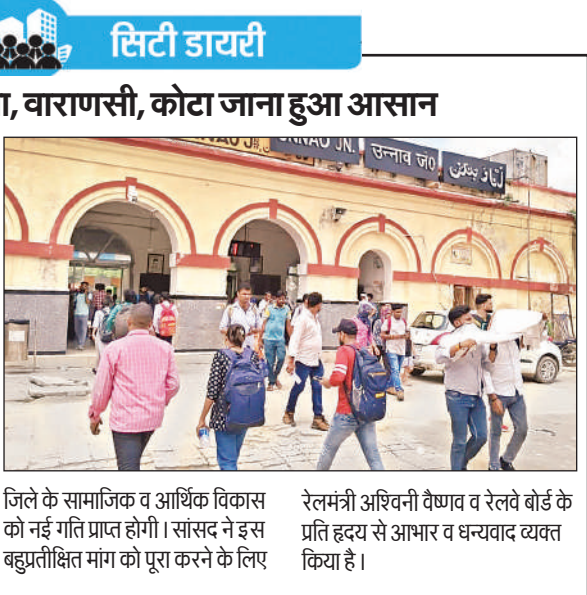 सिटी डायरी
ा, वाराणसी, कोटा जाना हुआ आसान
UNNAO JN.
उन्नाव जं०
जिले के सामाजिक व आर्थिक विकास
को नई गति प्राप्त होगी। सांसद ने इस
बहुप्रतीक्षित मांग को पूरा करने के लिए
रेलमंत्री अश्विनी वैष्णव व रेलवे बोर्ड के
प्रति हृदय से आभार व धन्यवाद व्यक्त
किया है।